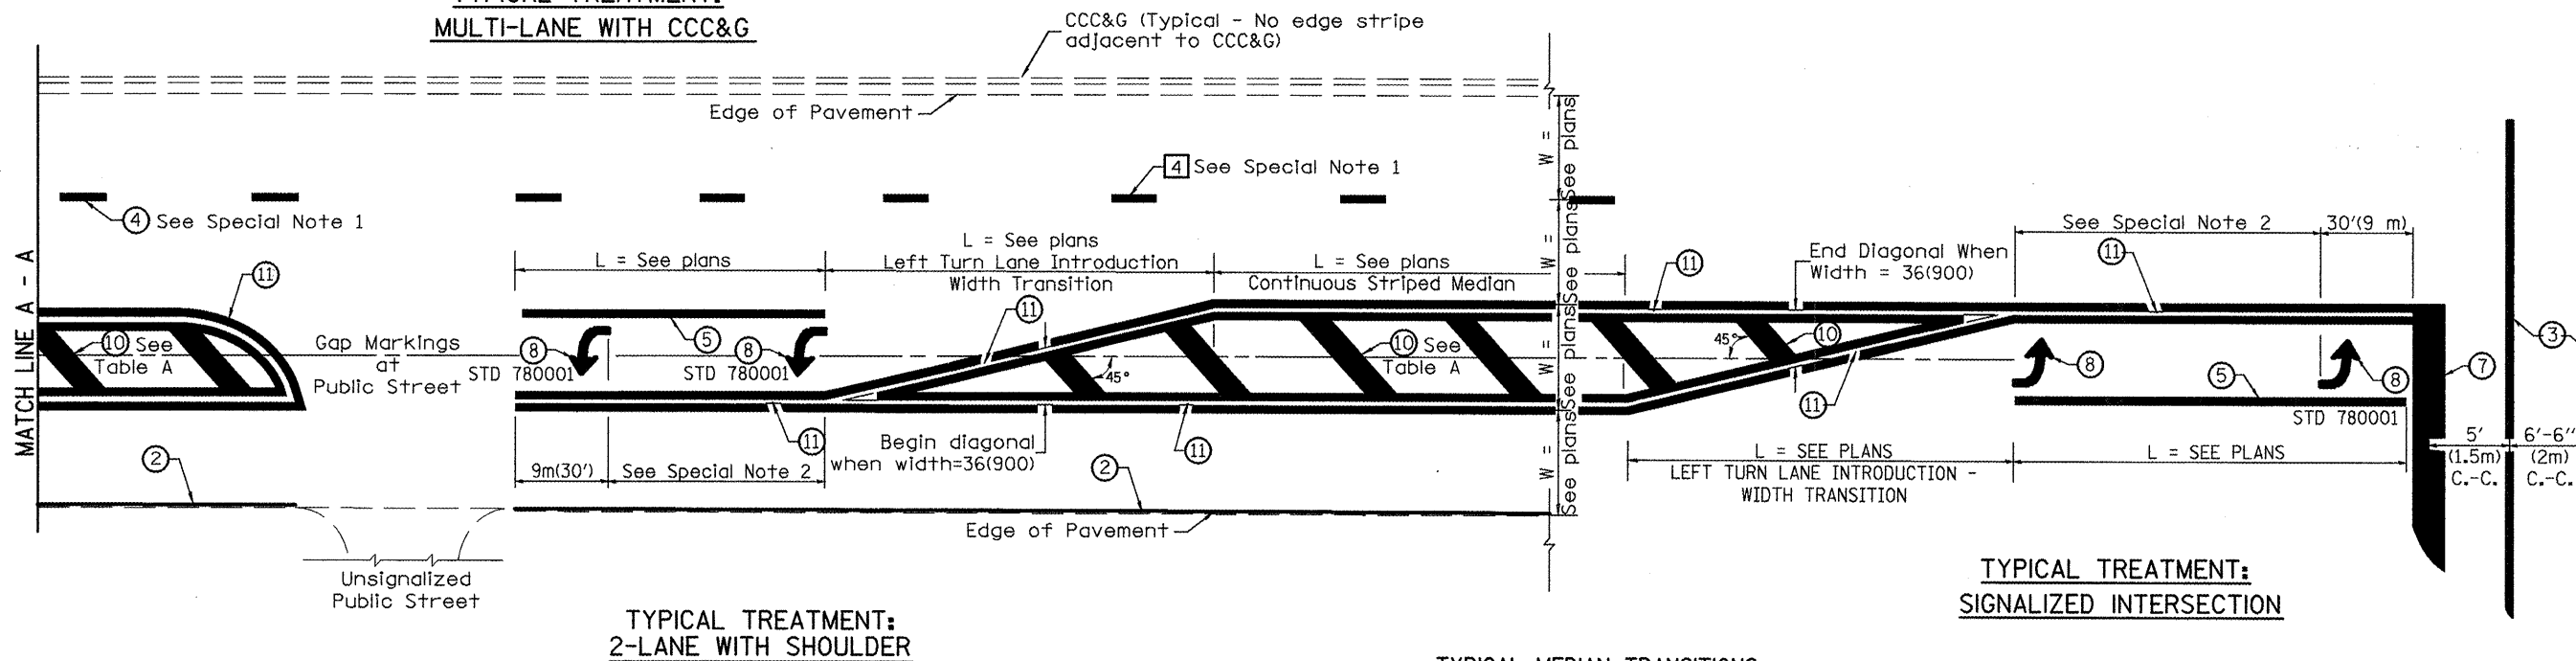 TYPICAL TREATMENT:
MULTI-LANE WITH CCC&G
CCC&G (Typical - No edge stripe
adjacent to CCC&G)
Edge of Pavement
4 See Special Note 1
4 See Special Note 1
MATCH LINE A - A
11
10 See
Table A
2
Gap Markings
at
Public Street
Unsignalized
Public Street
L = See plans
5
8
8
STD 780001
STD 780001
11
9m(30')
See Special Note 2
L = See plans
Left Turn Lane Introduction
Width Transition
11
45°
Begin diagonal
when width=36(900)
11
2
Edge of Pavement
L = See plans
Continuous Striped Median
10 See
Table A
W =
See plans
W =
See plans
W =
See plans
W =
See plans
11
End Diagonal When
Width = 36(900)
45°
10
11
L = SEE PLANS
LEFT TURN LANE INTRODUCTION -
WIDTH TRANSITION
See Special Note 2
30'(9 m)
11
8
8
5
STD 780001
L = SEE PLANS
7
3
5'
(1.5m)
C.-C.
6'-6"
(2m)
C.-C.
TYPICAL TREATMENT:
2-LANE WITH SHOULDER
TYPICAL TREATMENT:
SIGNALIZED INTERSECTION
TYPICAL MEDIAN TRANSITIONS